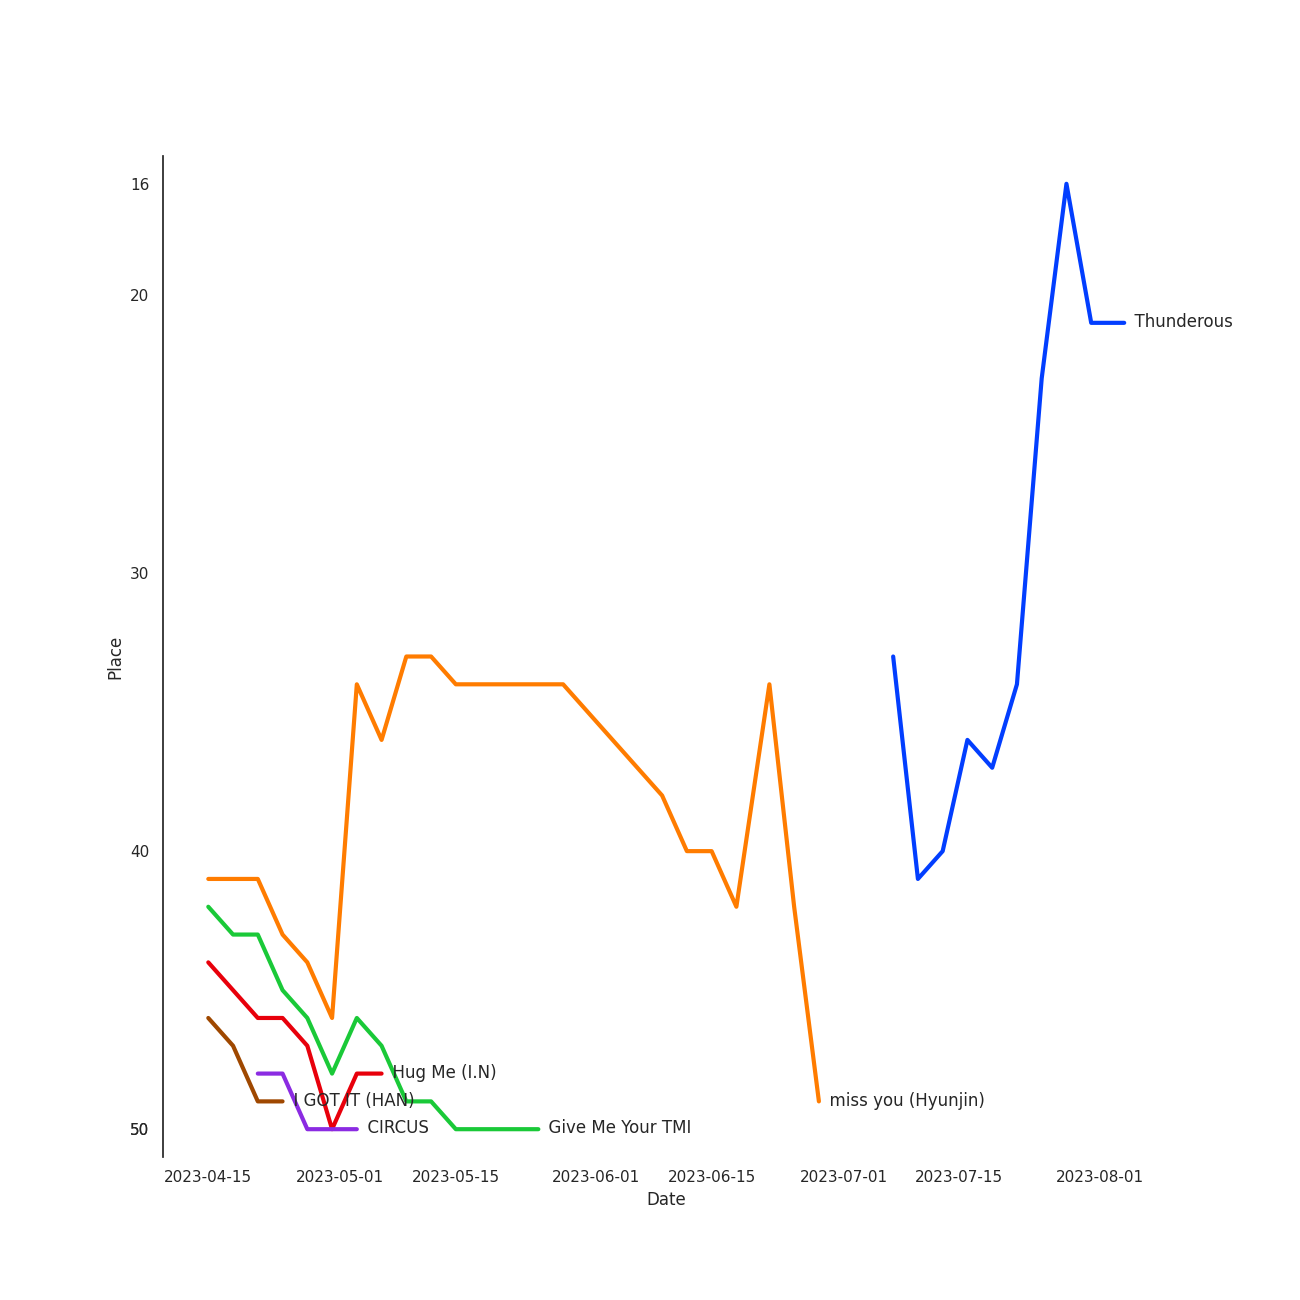 16
20
Thunderous
30
Place
40
Hug Me (I.N)
I GOT IT (HAN)
miss you (Hyunjin)
50
CIRCUS
Give Me Your TMI
2023-04-15 2023-05-01 2023-05-15 2023-06-01 2023-06-15 2023-07-01 2023-07-15 2023-08-01
Date